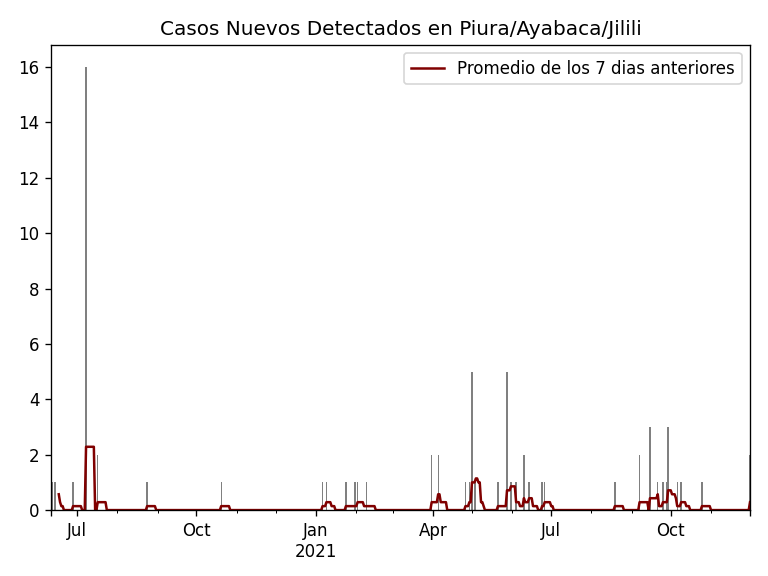 Casos Nuevos Detectados en Piura/Ayabaca/Jilili
Promedio de los 7 dias anteriores
16
14
12
10
8
6
4
2
0
Jul
Oct
Jan
2021
Apr
Jul
Oct